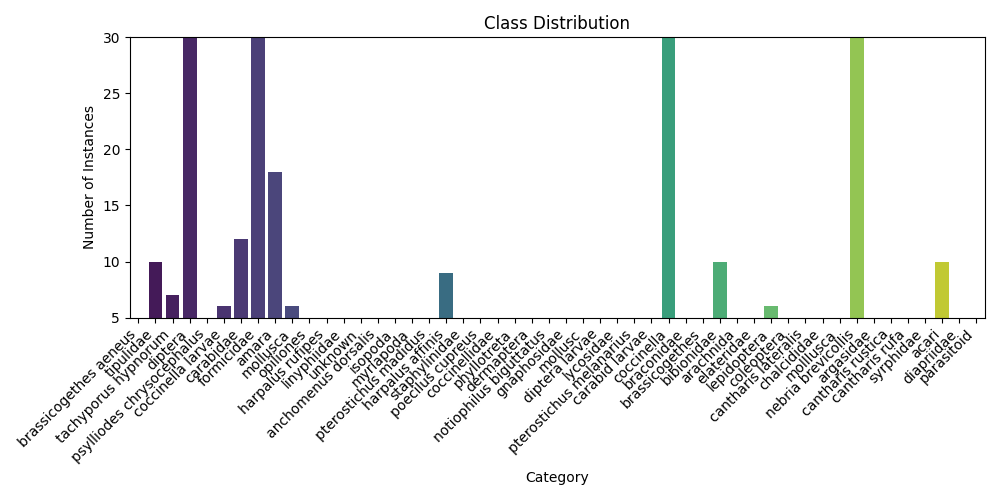 Class Distribution
30
25
20
15
10
5
Number of Instances
brassicogethes aeneus
tipulidae
tachyporus hypnorum
diptera
psylliodes chrysocephalus
coccinella larvae
carabidae
formicidae
amara
mollusca
opiliones
harpalus rufipes
linyphiidae
unknown
anchomenus dorsalis
isopoda
myriapoda
pterostichus madidus
harpalus affinis
staphylinidae
poecilus cupreus
coccinellidae
phyllotreta
dermaptera
notiophilus biguttatus
gnaphosidae
mollusc
diptera larvae
lycosidae
pterostichus melanarius
carabid larvae
coccinella
braconidae
brassicogethes
bibionidae
arachnida
elateridae
lepidoptera
coleoptera
cantharis lateralis
chalcididae
molliusca
nebria brevicollis
argasidae
cantharis rustica
cantharis rufa
syrphidae
acari
diapriidae
parasitoid
Category